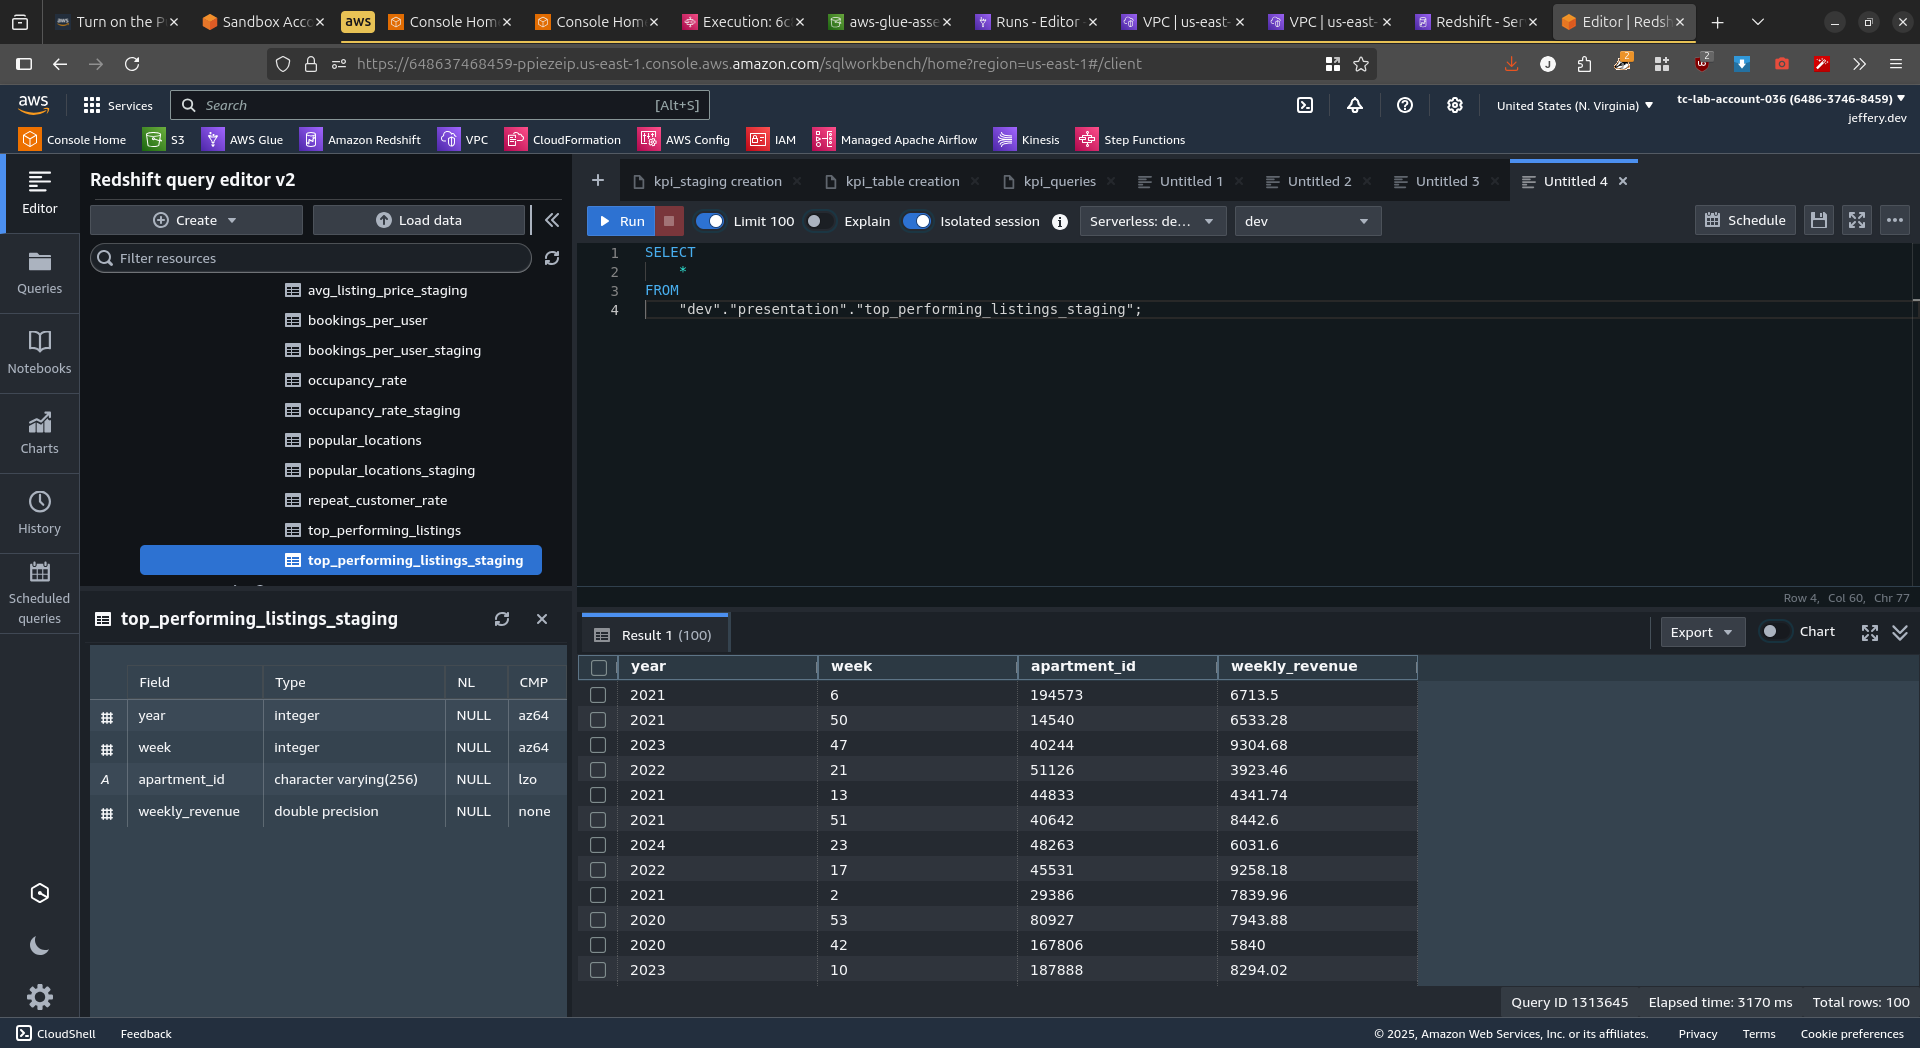 Turn on the P
Sandbox Acc
aws
Console Hom
Console Hom
Execution: 6c
aws-glue-asse
Runs - Editor
VPC | us-east-
VPC | us-east-
Redshift - Ser
Editor | Redsh
https://648637468459-ppiezeip.us-east-1.console.aws.amazon.com/sqlworkbench/home?region=us-east-1#/client
2
2
aws
Services
Search
[Alt+S]
United States (N. Virginia)
tc-lab-account-036 (6486-3746-8459)
jeffery.dev
Console Home
S3
AWS Glue
Amazon Redshift
VPC
CloudFormation
AWS Config
IAM
Managed Apache Airflow
Kinesis
Step Functions
Editor
Queries
Notebooks
Charts
History
Scheduled
queries
Redshift query editor v2
Create
Load data
Filter resources
avg_listing_price_staging
bookings_per_user
bookings_per_user_staging
occupancy_rate
occupancy_rate_staging
popular_locations
popular_locations_staging
repeat_customer_rate
top_performing_listings
top_performing_listings_staging
top_performing_listings_staging
Field Type NL CMP
year integer NULL az64
week integer NULL az64
A apartment_id character varying(256) NULL lzo
weekly_revenue double precision NULL none
kpi_staging creation
kpi_table creation
kpi_queries
Untitled 1
Untitled 2
Untitled 3
Untitled 4
Run
Limit 100
Explain
Isolated session
Serverless: de...
dev
Schedule
1 SELECT
2 *
3 FROM
4 "dev"."presentation"."top_performing_listings_staging";
Row 4, Col 60, Chr 77
Result 1 (100)
Export
Chart
year week apartment_id weekly_revenue
2021 6 194573 6713.5
2021 50 14540 6533.28
2023 47 40244 9304.68
2022 21 51126 3923.46
2021 13 44833 4341.74
2021 51 40642 8442.6
2024 23 48263 6031.6
2022 17 45531 9258.18
2021 2 29386 7839.96
2020 53 80927 7943.88
2020 42 167806 5840
2023 10 187888 8294.02
Query ID 1313645 Elapsed time: 3170 ms Total rows: 100
CloudShell
Feedback
© 2025, Amazon Web Services, Inc. or its affiliates.
Privacy
Terms
Cookie preferences